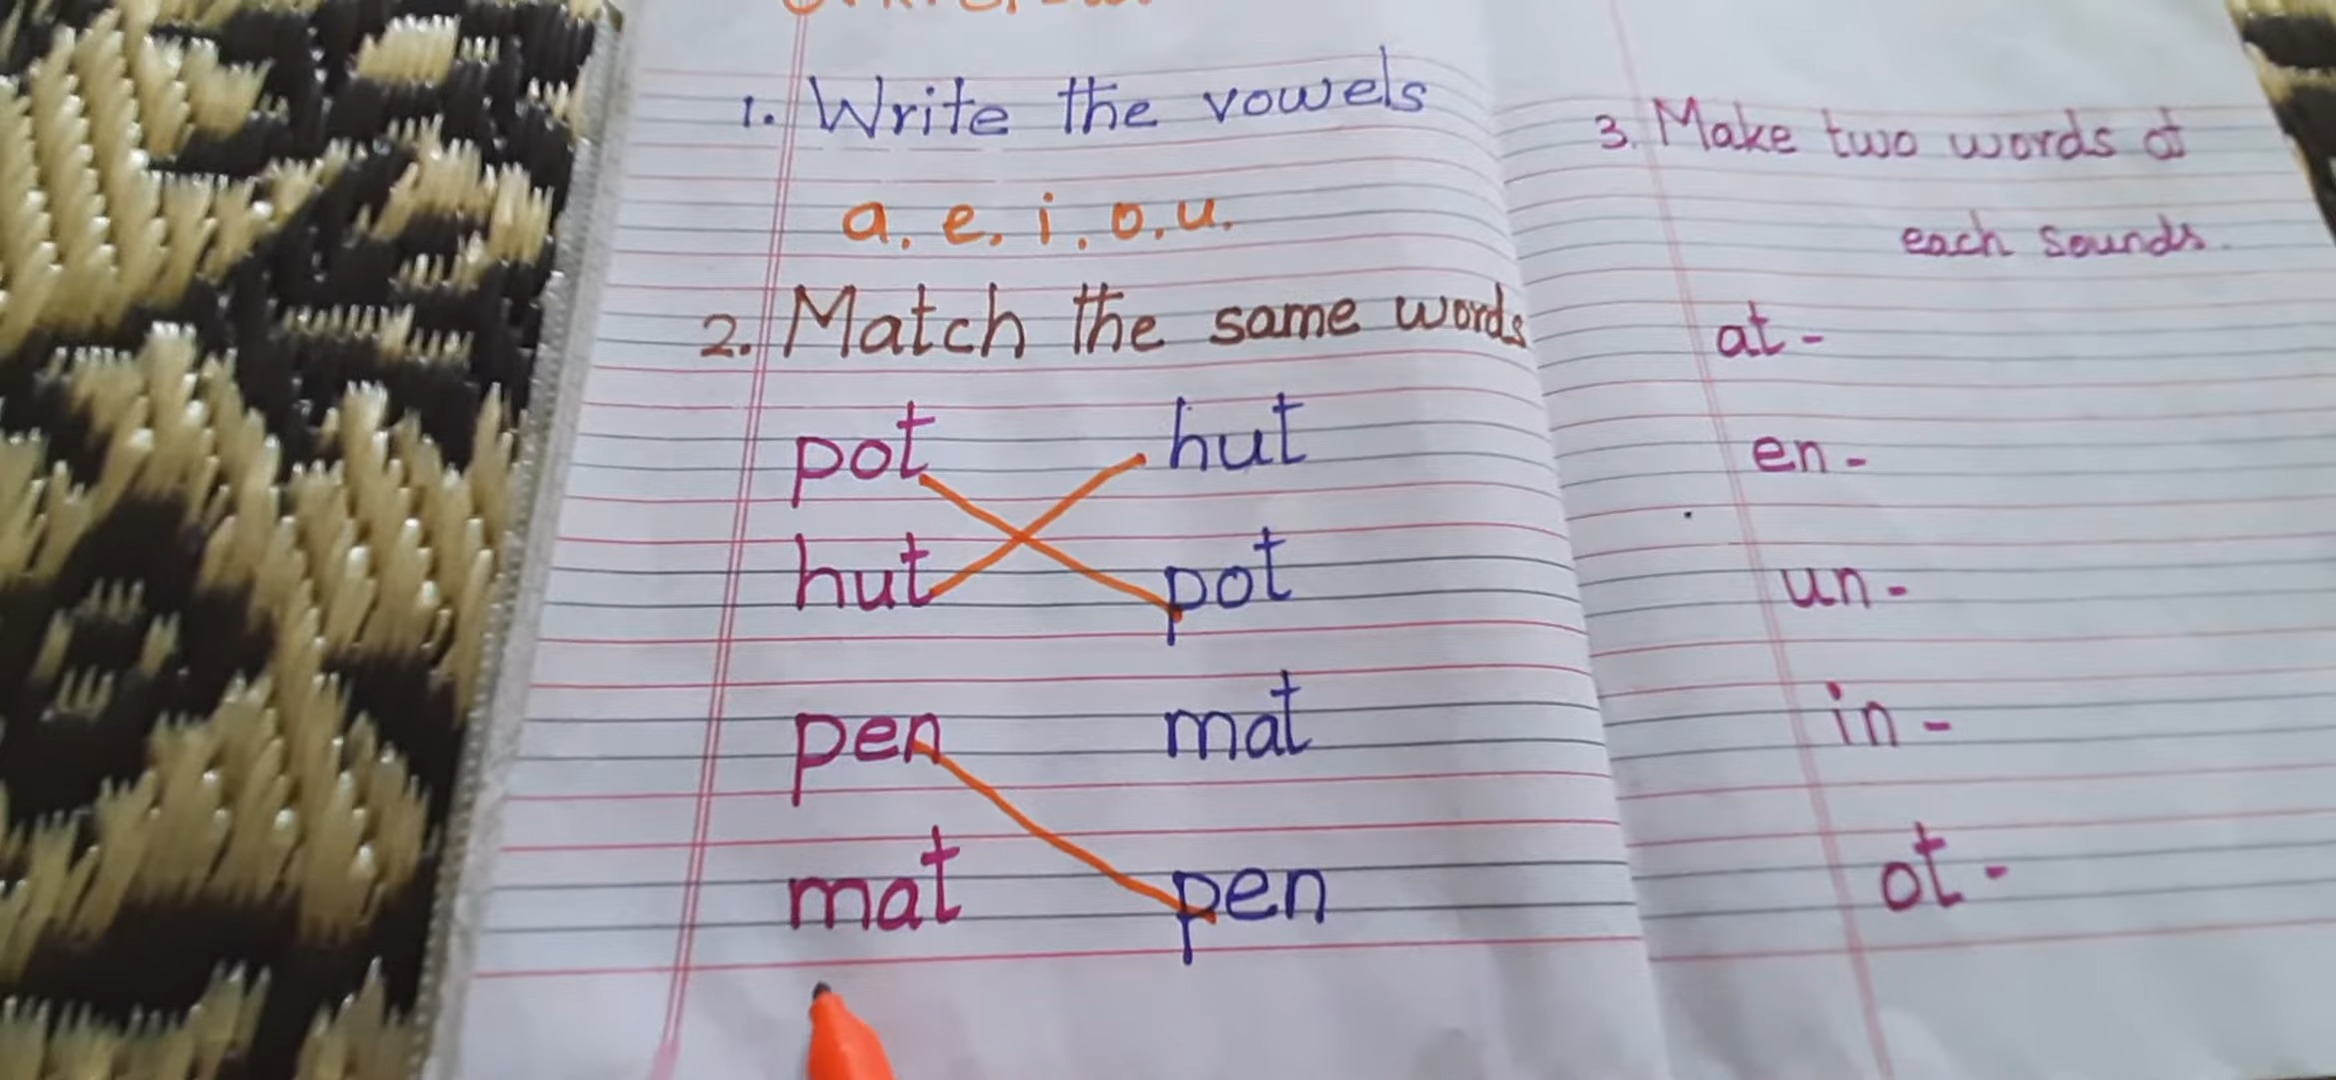 1. Write the vowels
a. e. i. o. u.
2. Match the same words
pot hut
hut pot
pen mat
mat pen
3. Make two words of
each sounds.
at -
en -
un -
in -
ot -